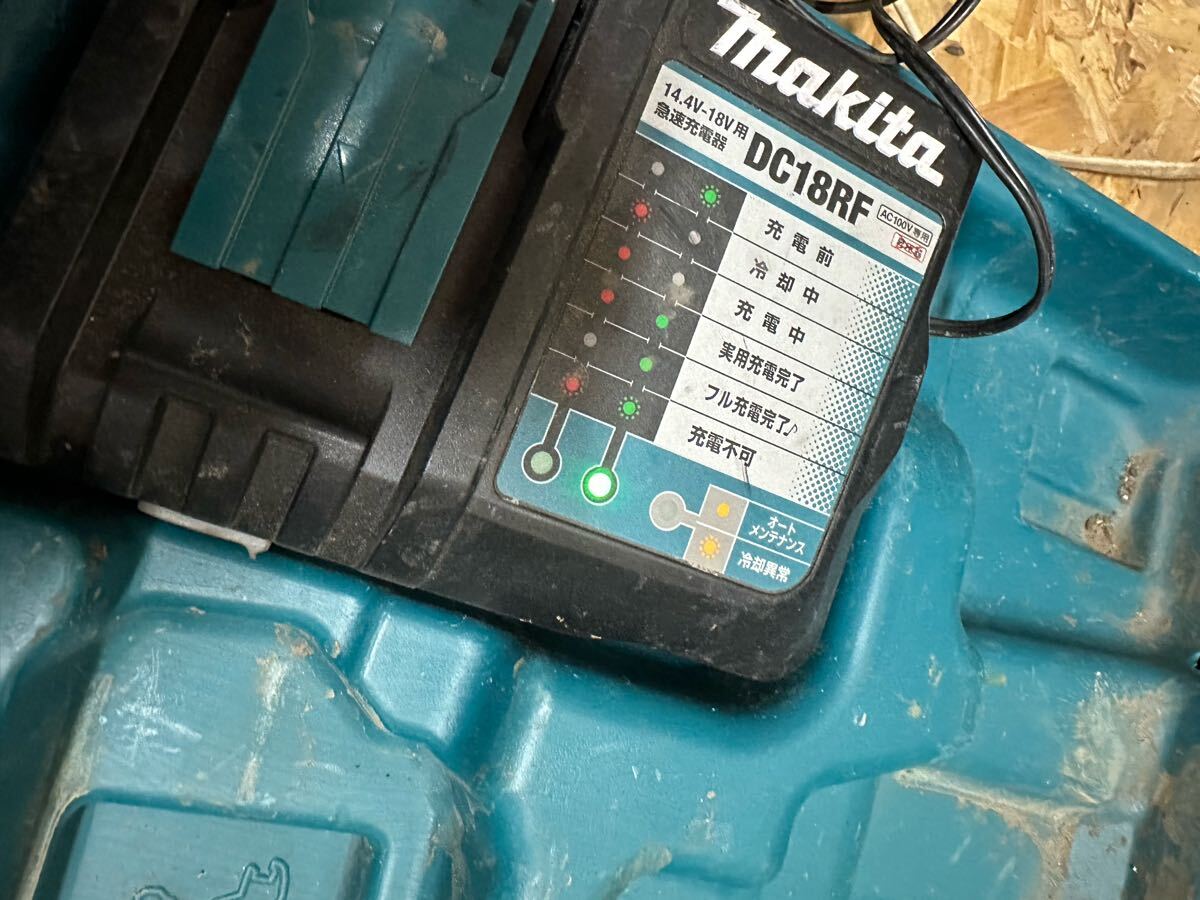 makita
14.4V-18V用
急速充電器
DC18RF
AC100V専用
充電前
冷却中
充電中
実用充電完了
フル充電完了♪
充電不可
オート
メンテナンス
冷却異常